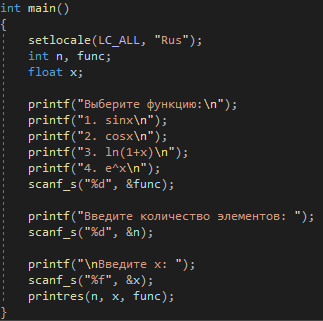 int main()
{
setlocale(LC_ALL, "Rus");
int n, func;
float x;
printf("Выберите функцию:\n");
printf("1. sinx\n");
printf("2. cosx\n");
printf("3. ln(1+x)\n");
printf("4. e^x\n");
scanf_s("%d", &func);
printf("Введите количество элементов: ");
scanf_s("%d", &n);
printf("\nВведите x: ");
scanf_s("%f", &x);
printres(n, x, func);
}